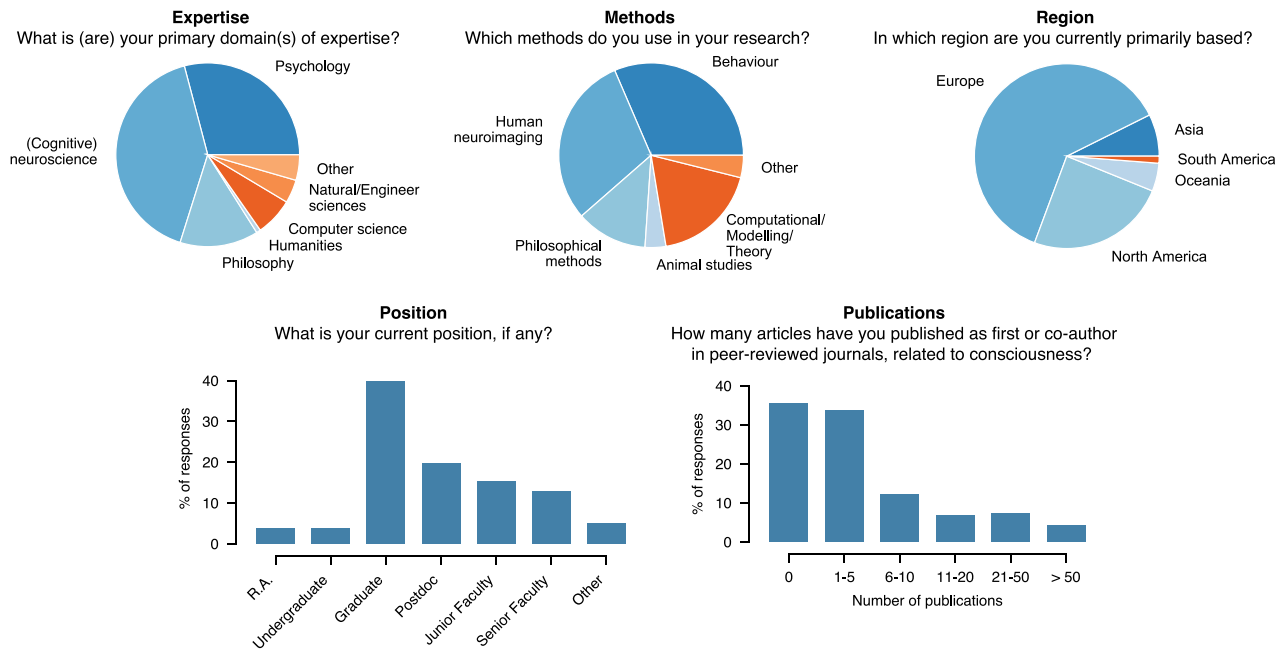 Expertise
What is (are) your primary domain(s) of expertise?
Psychology
(Cognitive)
neuroscience
Other
Natural/Engineer
sciences
Computer science
Humanities
Philosophy
Methods
Which methods do you use in your research?
Behaviour
Human
neuroimaging
Other
Computational/
Modelling/
Theory
Philosophical
methods
Animal studies
Region
In which region are you currently primarily based?
Europe
Asia
South America
Oceania
North America
Position
What is your current position, if any?
% of responses
40
30
20
10
0
R.A.
Undergraduate
Graduate
Postdoc
Junior Faculty
Senior Faculty
Other
Publications
How many articles have you published as first or co-author
in peer-reviewed journals, related to consciousness?
% of responses
40
30
20
10
0
0
1-5
6-10
11-20
21-50
> 50
Number of publications